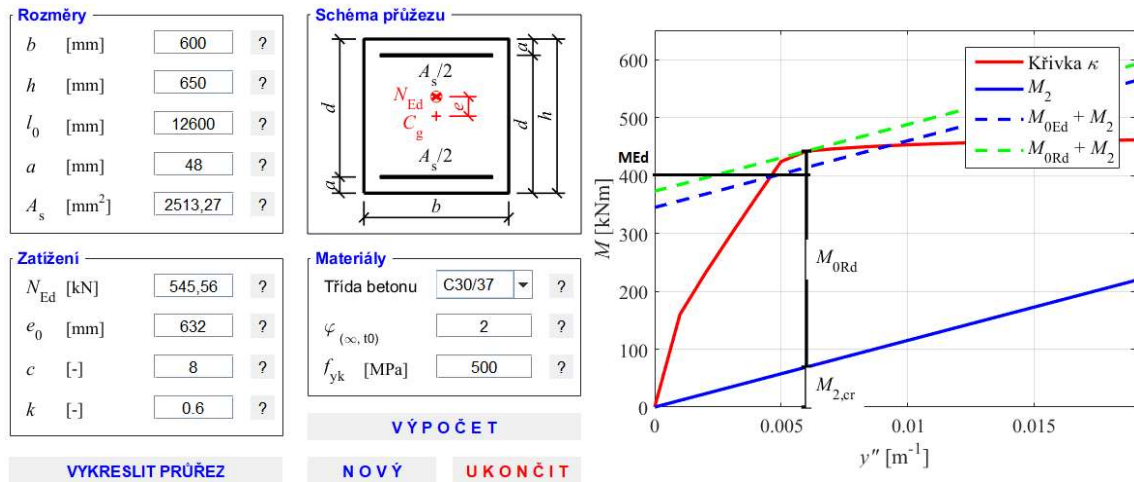 Rozměry
b [mm] 600 ?
h [mm] 650 ?
l0 [mm] 12600 ?
a [mm] 48 ?
As [mm2] 2513,27 ?
Schéma přůžezu
a
As/2
NEd
e
Cg
d
d
h
As/2
a
b
Zatížení
NEd [kN] 545,56 ?
e0 [mm] 632 ?
c [-] 8 ?
k [-] 0.6 ?
Materiály
Třída betonu C30/37 ?
φ(∞, t0) 2 ?
fyk [MPa] 500 ?
VÝPOČET
VYKRESLIT PRŮŘEZ
NOVÝ
UKONČIT
Křivka κ
M2
M0Ed + M2
M0Rd + M2
600
500
MEd
400
300
200
100
0
M [kNm]
M0Rd
M2,cr
0 0.005 0.01 0.015
y″ [m-1]